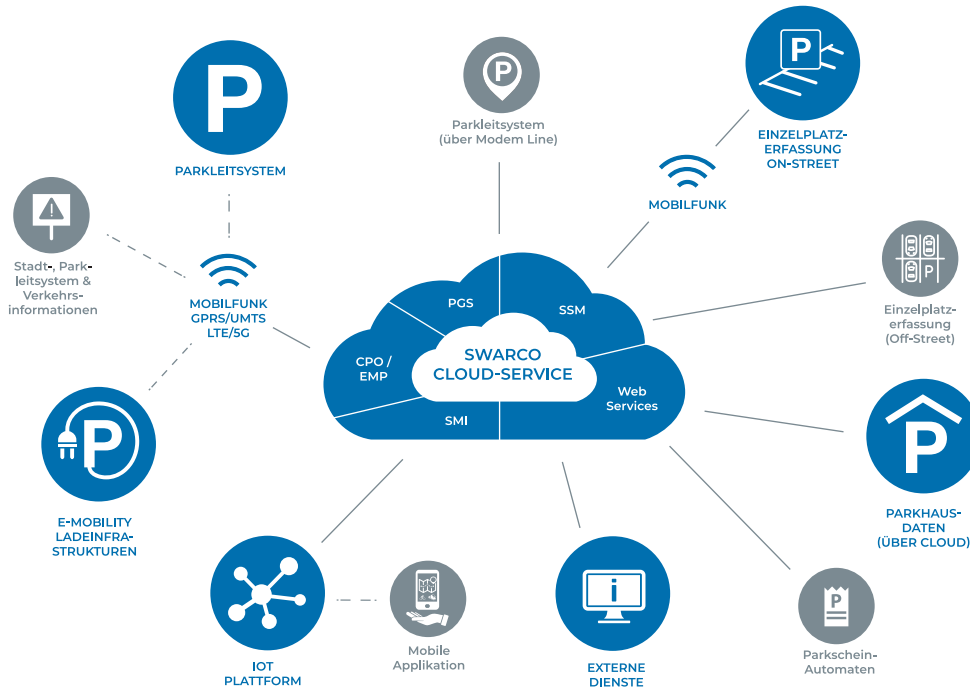 P
PARKLEITSYSTEM
P
Parkleitsystem
(über Modem Line)
P
EINZELPLATZ-
ERFASSUNG
ON-STREET
MOBILFUNK
Stadt-, Park-
leitsystem &
Verkehrs-
informationen
MOBILFUNK
GPRS/UMTS
LTE/5G
P
Einzelplatz-
erfassung
(Off-Street)
PGS
SSM
CPO /
EMP
SWARCO
CLOUD-SERVICE
Web
Services
SMI
P
E-MOBILITY
LADEINFRA-
STRUKTUREN
P
PARKHAUS-
DATEN
(ÜBER CLOUD)
IOT
PLATTFORM
Mobile
Applikation
i
EXTERNE
DIENSTE
P
Parkschein-
Automaten